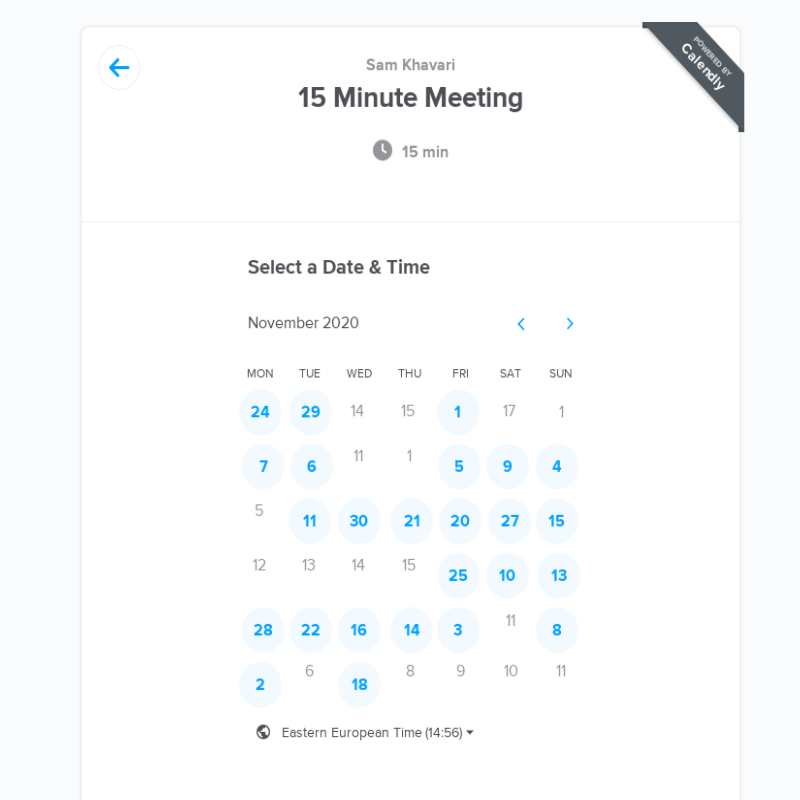 POWERED BY
Calendly
Sam Khavari
15 Minute Meeting
15 min
Select a Date & Time
November 2020
MON TUE WED THU FRI SAT SUN
24 29 14 15 1 17 1
7 6 11 1 5 9 4
5 11 30 21 20 27 15
12 13 14 15 25 10 13
28 22 16 14 3 11 8
2 6 18 8 9 10 11
Eastern European Time (14:56)